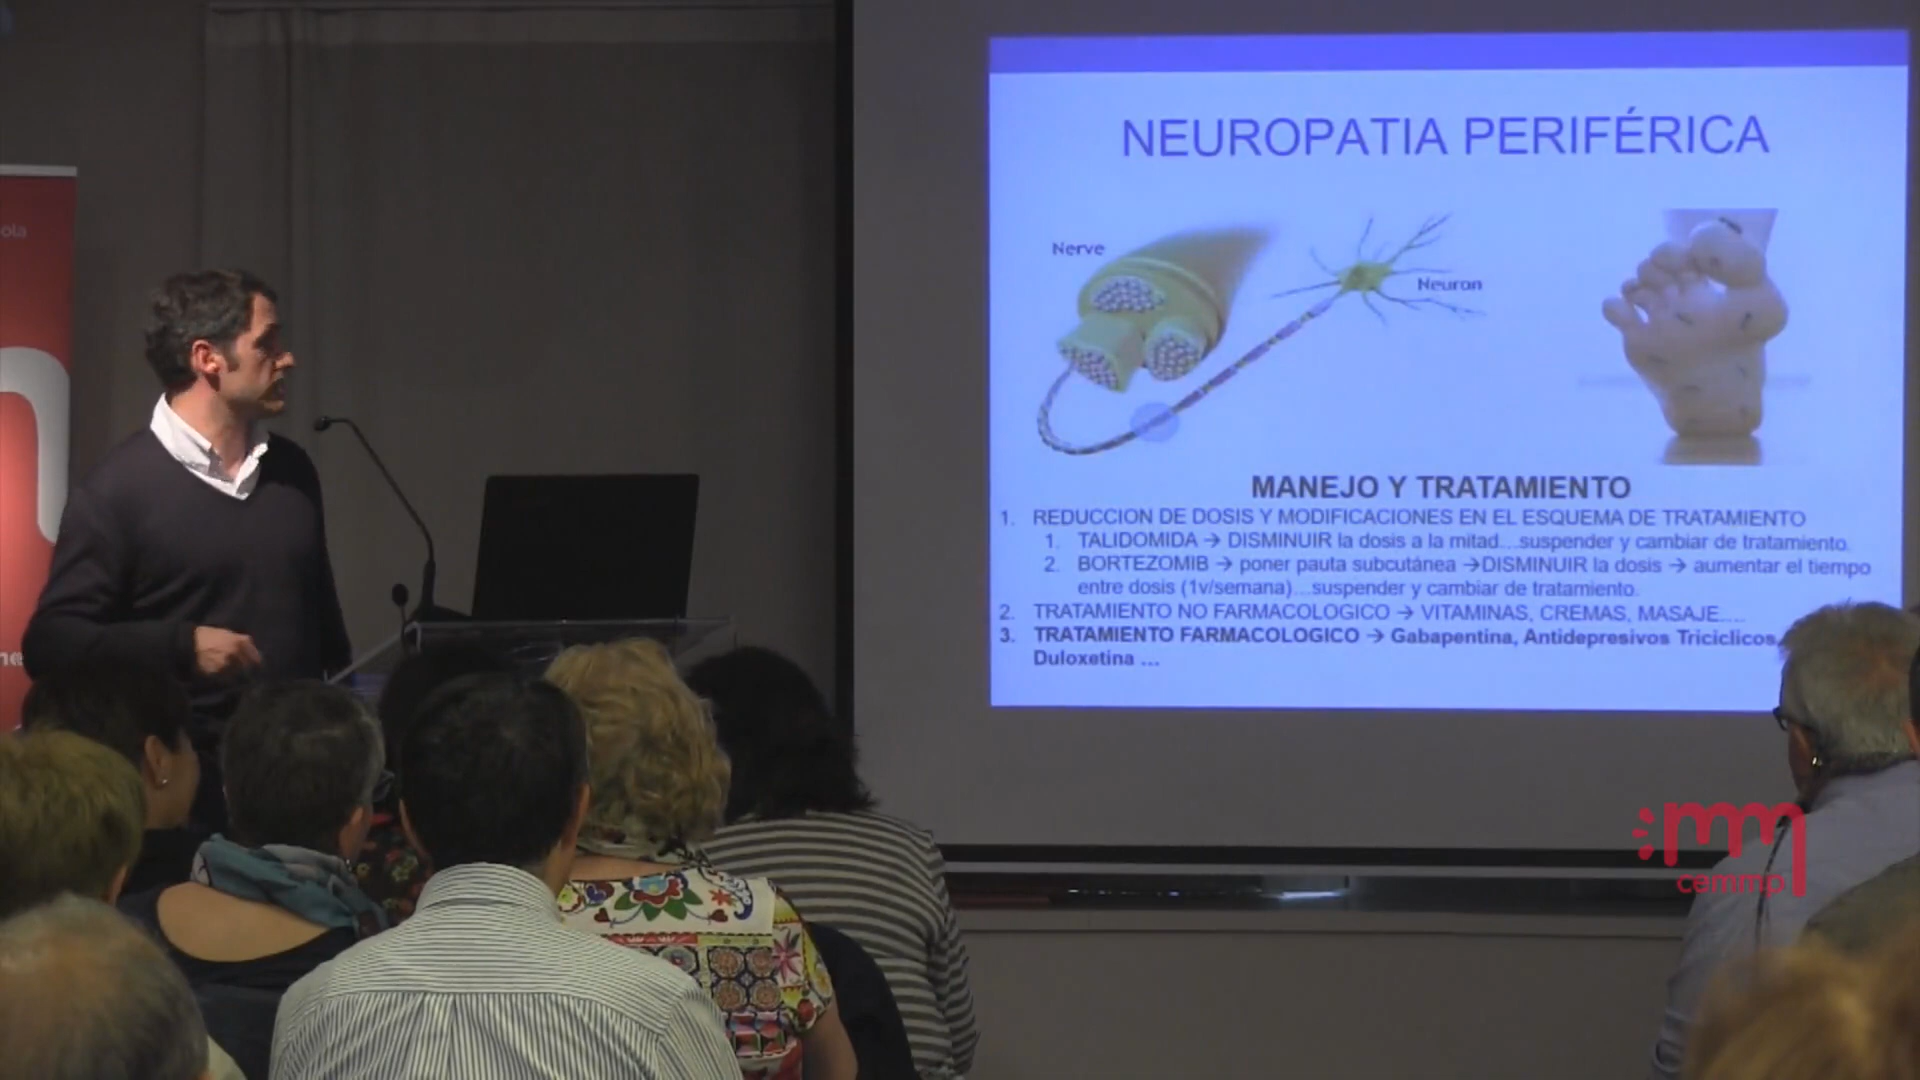 ola
NEUROPATIA PERIFÉRICA
Nerve
Neuron
MANEJO Y TRATAMIENTO
1. REDUCCION DE DOSIS Y MODIFICACIONES EN EL ESQUEMA DE TRATAMIENTO
1. TALIDOMIDA → DISMINUIR la dosis a la mitad...suspender y cambiar de tratamiento.
2. BORTEZOMIB → poner pauta subcutánea →DISMINUIR la dosis → aumentar el tiempo
entre dosis (1v/semana)...suspender y cambiar de tratamiento.
2. TRATAMIENTO NO FARMACOLOGICO → VITAMINAS, CREMAS, MASAJE....
3. TRATAMIENTO FARMACOLOGICO → Gabapentina, Antidepresivos Triciclicos,
Duloxetina ...
cemmp